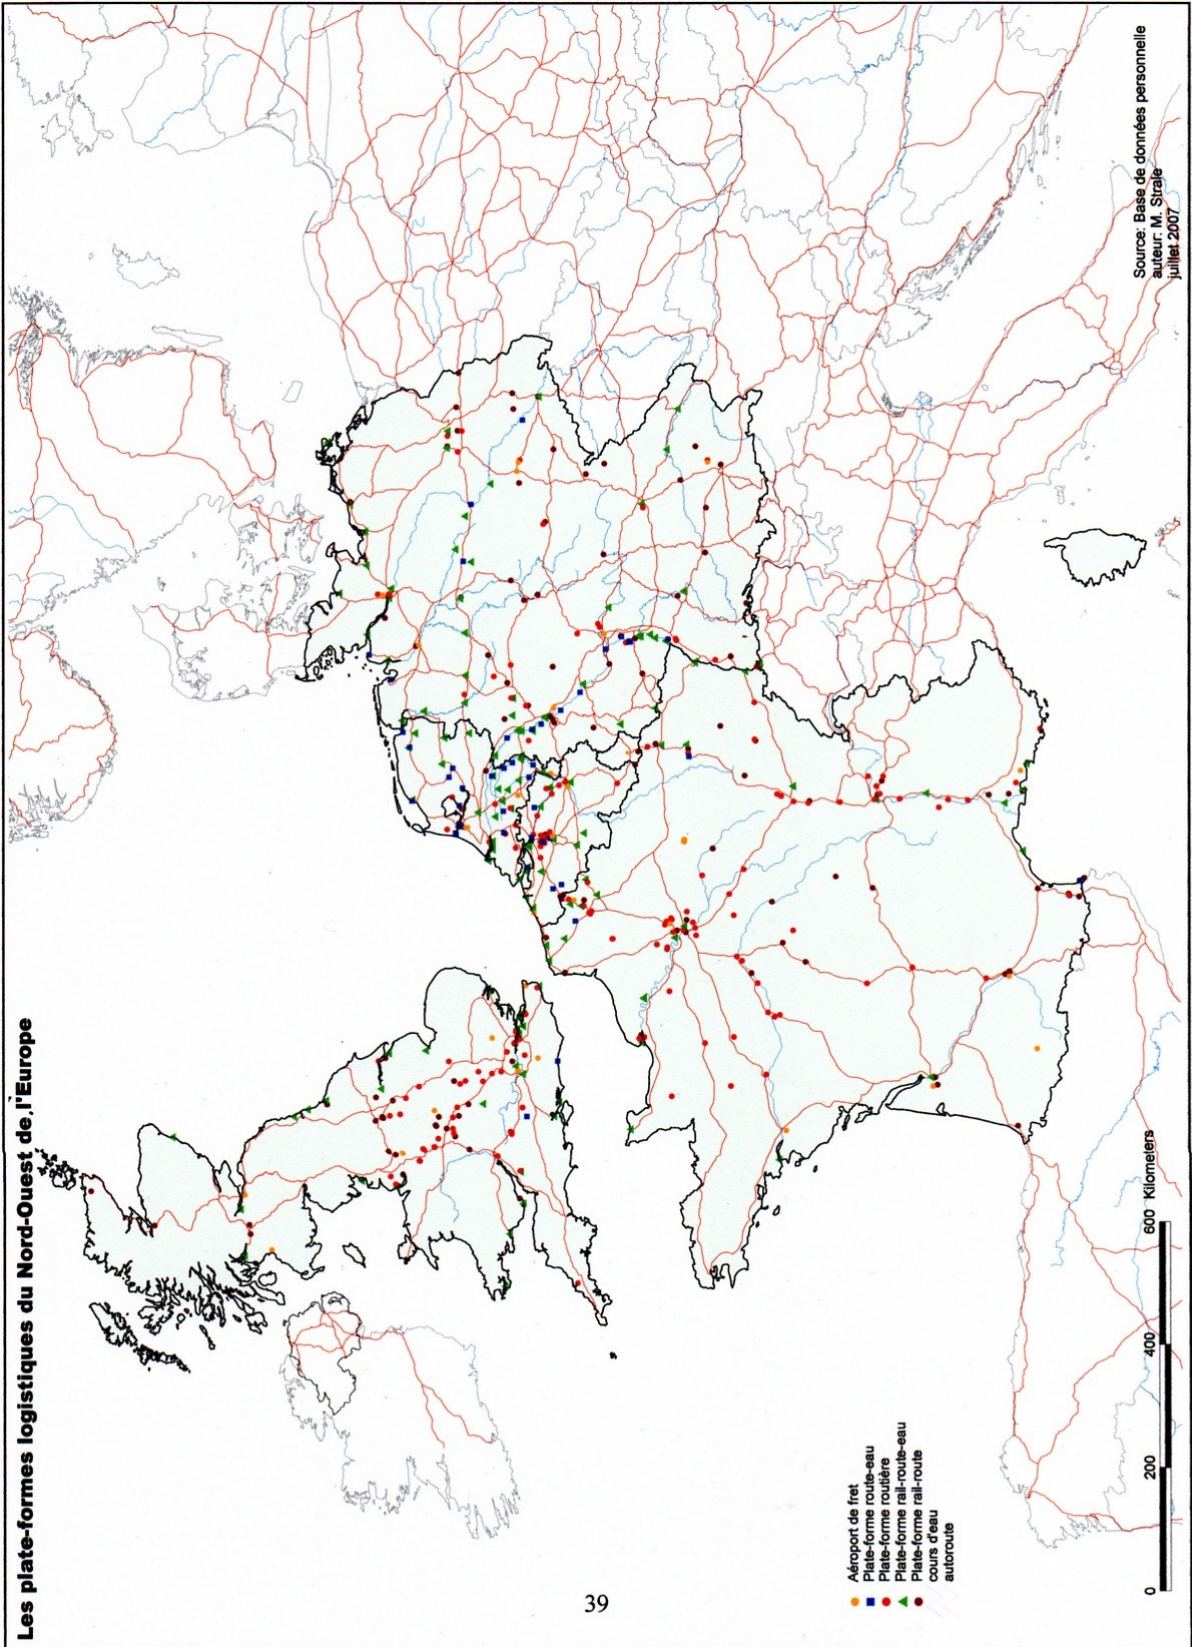 Les plate-formes logistiques du Nord-Ouest de l'Europe
Aéroport de fret
Plate-forme route-eau
Plate-forme routière
Plate-forme rail-route-eau
Plate-forme rail-route
cours d'eau
autoroute
0 200 400 600 Kilometers
Source: Base de données personnelle
auteur: M. Strale
juillet 2007
39